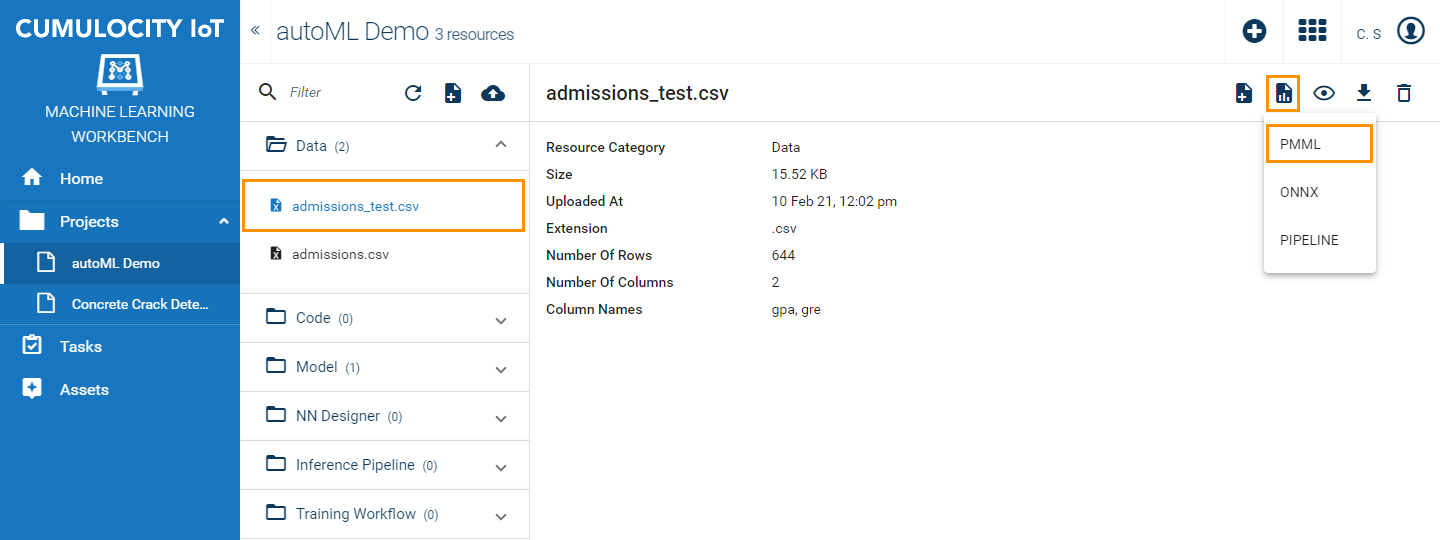 CUMULOCITY IoT
MACHINE LEARNING
WORKBENCH
Home
Projects
autoML Demo
Concrete Crack Dete...
Tasks
Assets
autoML Demo 3 resources
C. S
Filter
Data (2)
admissions_test.csv
admissions.csv
Code (0)
Model (1)
NN Designer (0)
Inference Pipeline (0)
Training Workflow (0)
admissions_test.csv
Resource Category Data
Size 15.52 KB
Uploaded At 10 Feb 21, 12:02 pm
Extension .csv
Number Of Rows 644
Number Of Columns 2
Column Names gpa, gre
PMML
ONNX
PIPELINE